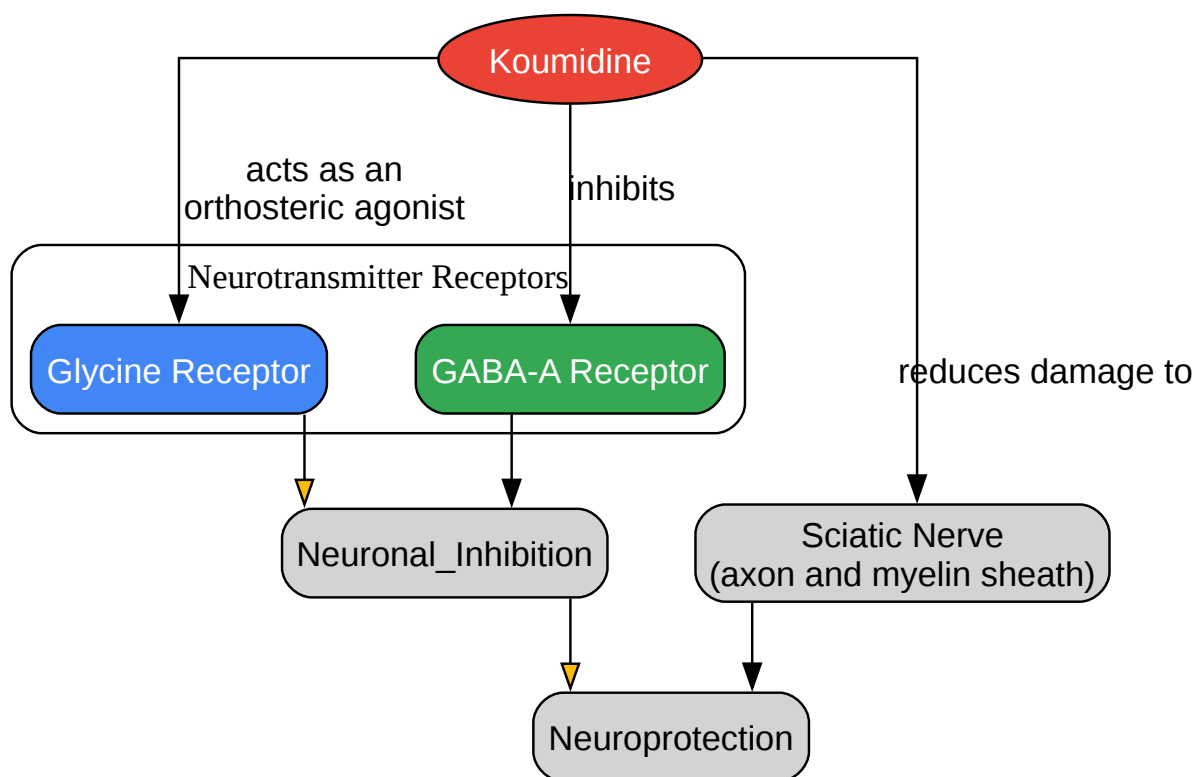 Koumidine
acts as an
orthosteric agonist
inhibits
Neurotransmitter Receptors
Glycine Receptor
GABA-A Receptor
reduces damage to
Neuronal_Inhibition
Sciatic Nerve
(axon and myelin sheath)
Neuroprotection